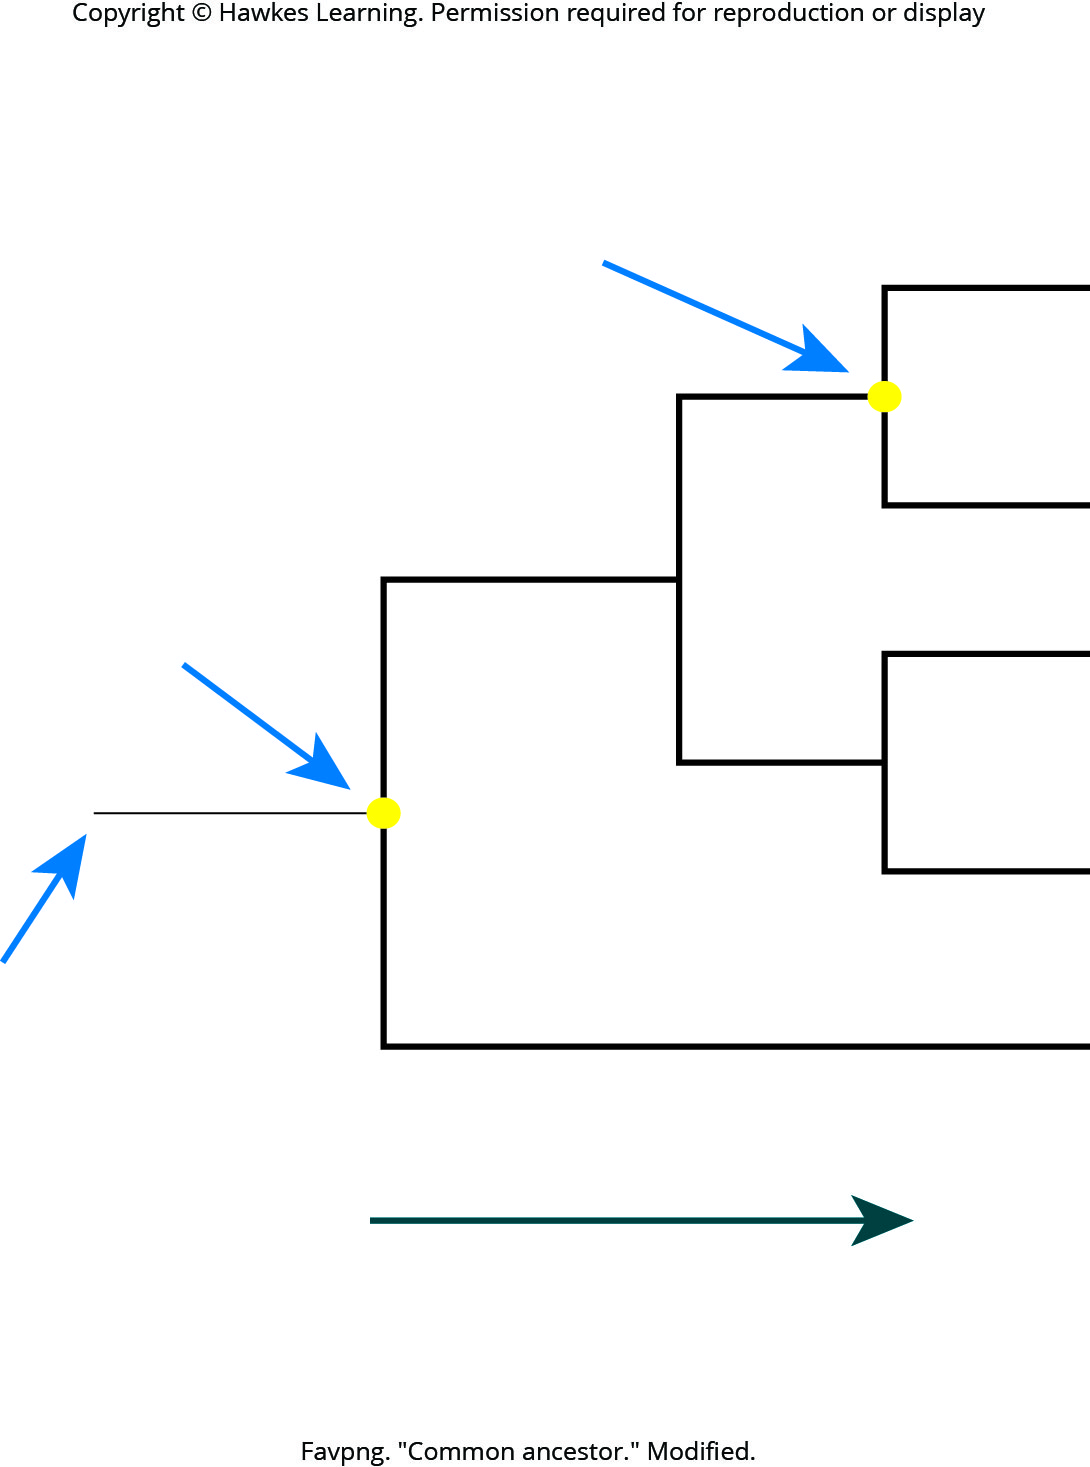 Copyright © Hawkes Learning. Permission required for reproduction or display
Favpng. "Common ancestor." Modified.